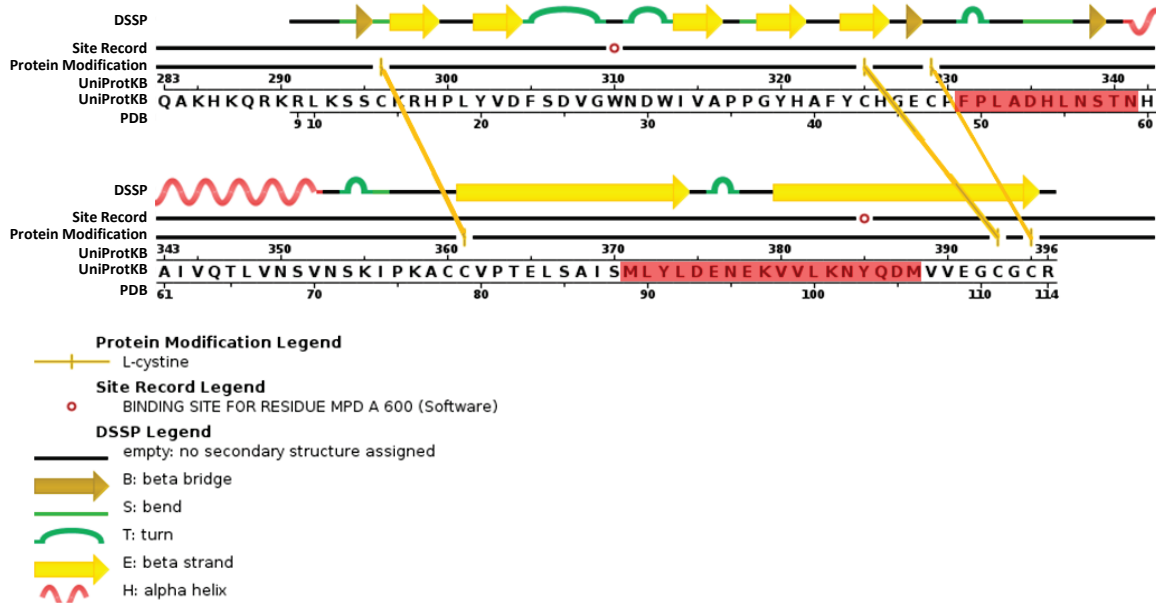 DSSP
Site Record
Protein Modification
283 290 300 310 320 330 340
UniProtKB
UniProtKB
Q A K H K Q R K R L K S S C K R H P L Y V D F S D V G W N D W I V A P P G Y H A F Y C H G E C P F P L A D H L N S T N H
PDB
9 10 20 30 40 50 60
DSSP
Site Record
Protein Modification
343 350 360 370 380 390 396
UniProtKB
UniProtKB
A I V Q T L V N S V N S K I P K A C C V P T E L S A I S M L Y L D E N E K V V L K N Y Q D M V V E G C G C R
PDB
61 70 80 90 100 110 114
Protein Modification Legend
L-cystine
Site Record Legend
BINDING SITE FOR RESIDUE MPD A 600 (Software)
DSSP Legend
empty: no secondary structure assigned
B: beta bridge
S: bend
T: turn
E: beta strand
H: alpha helix